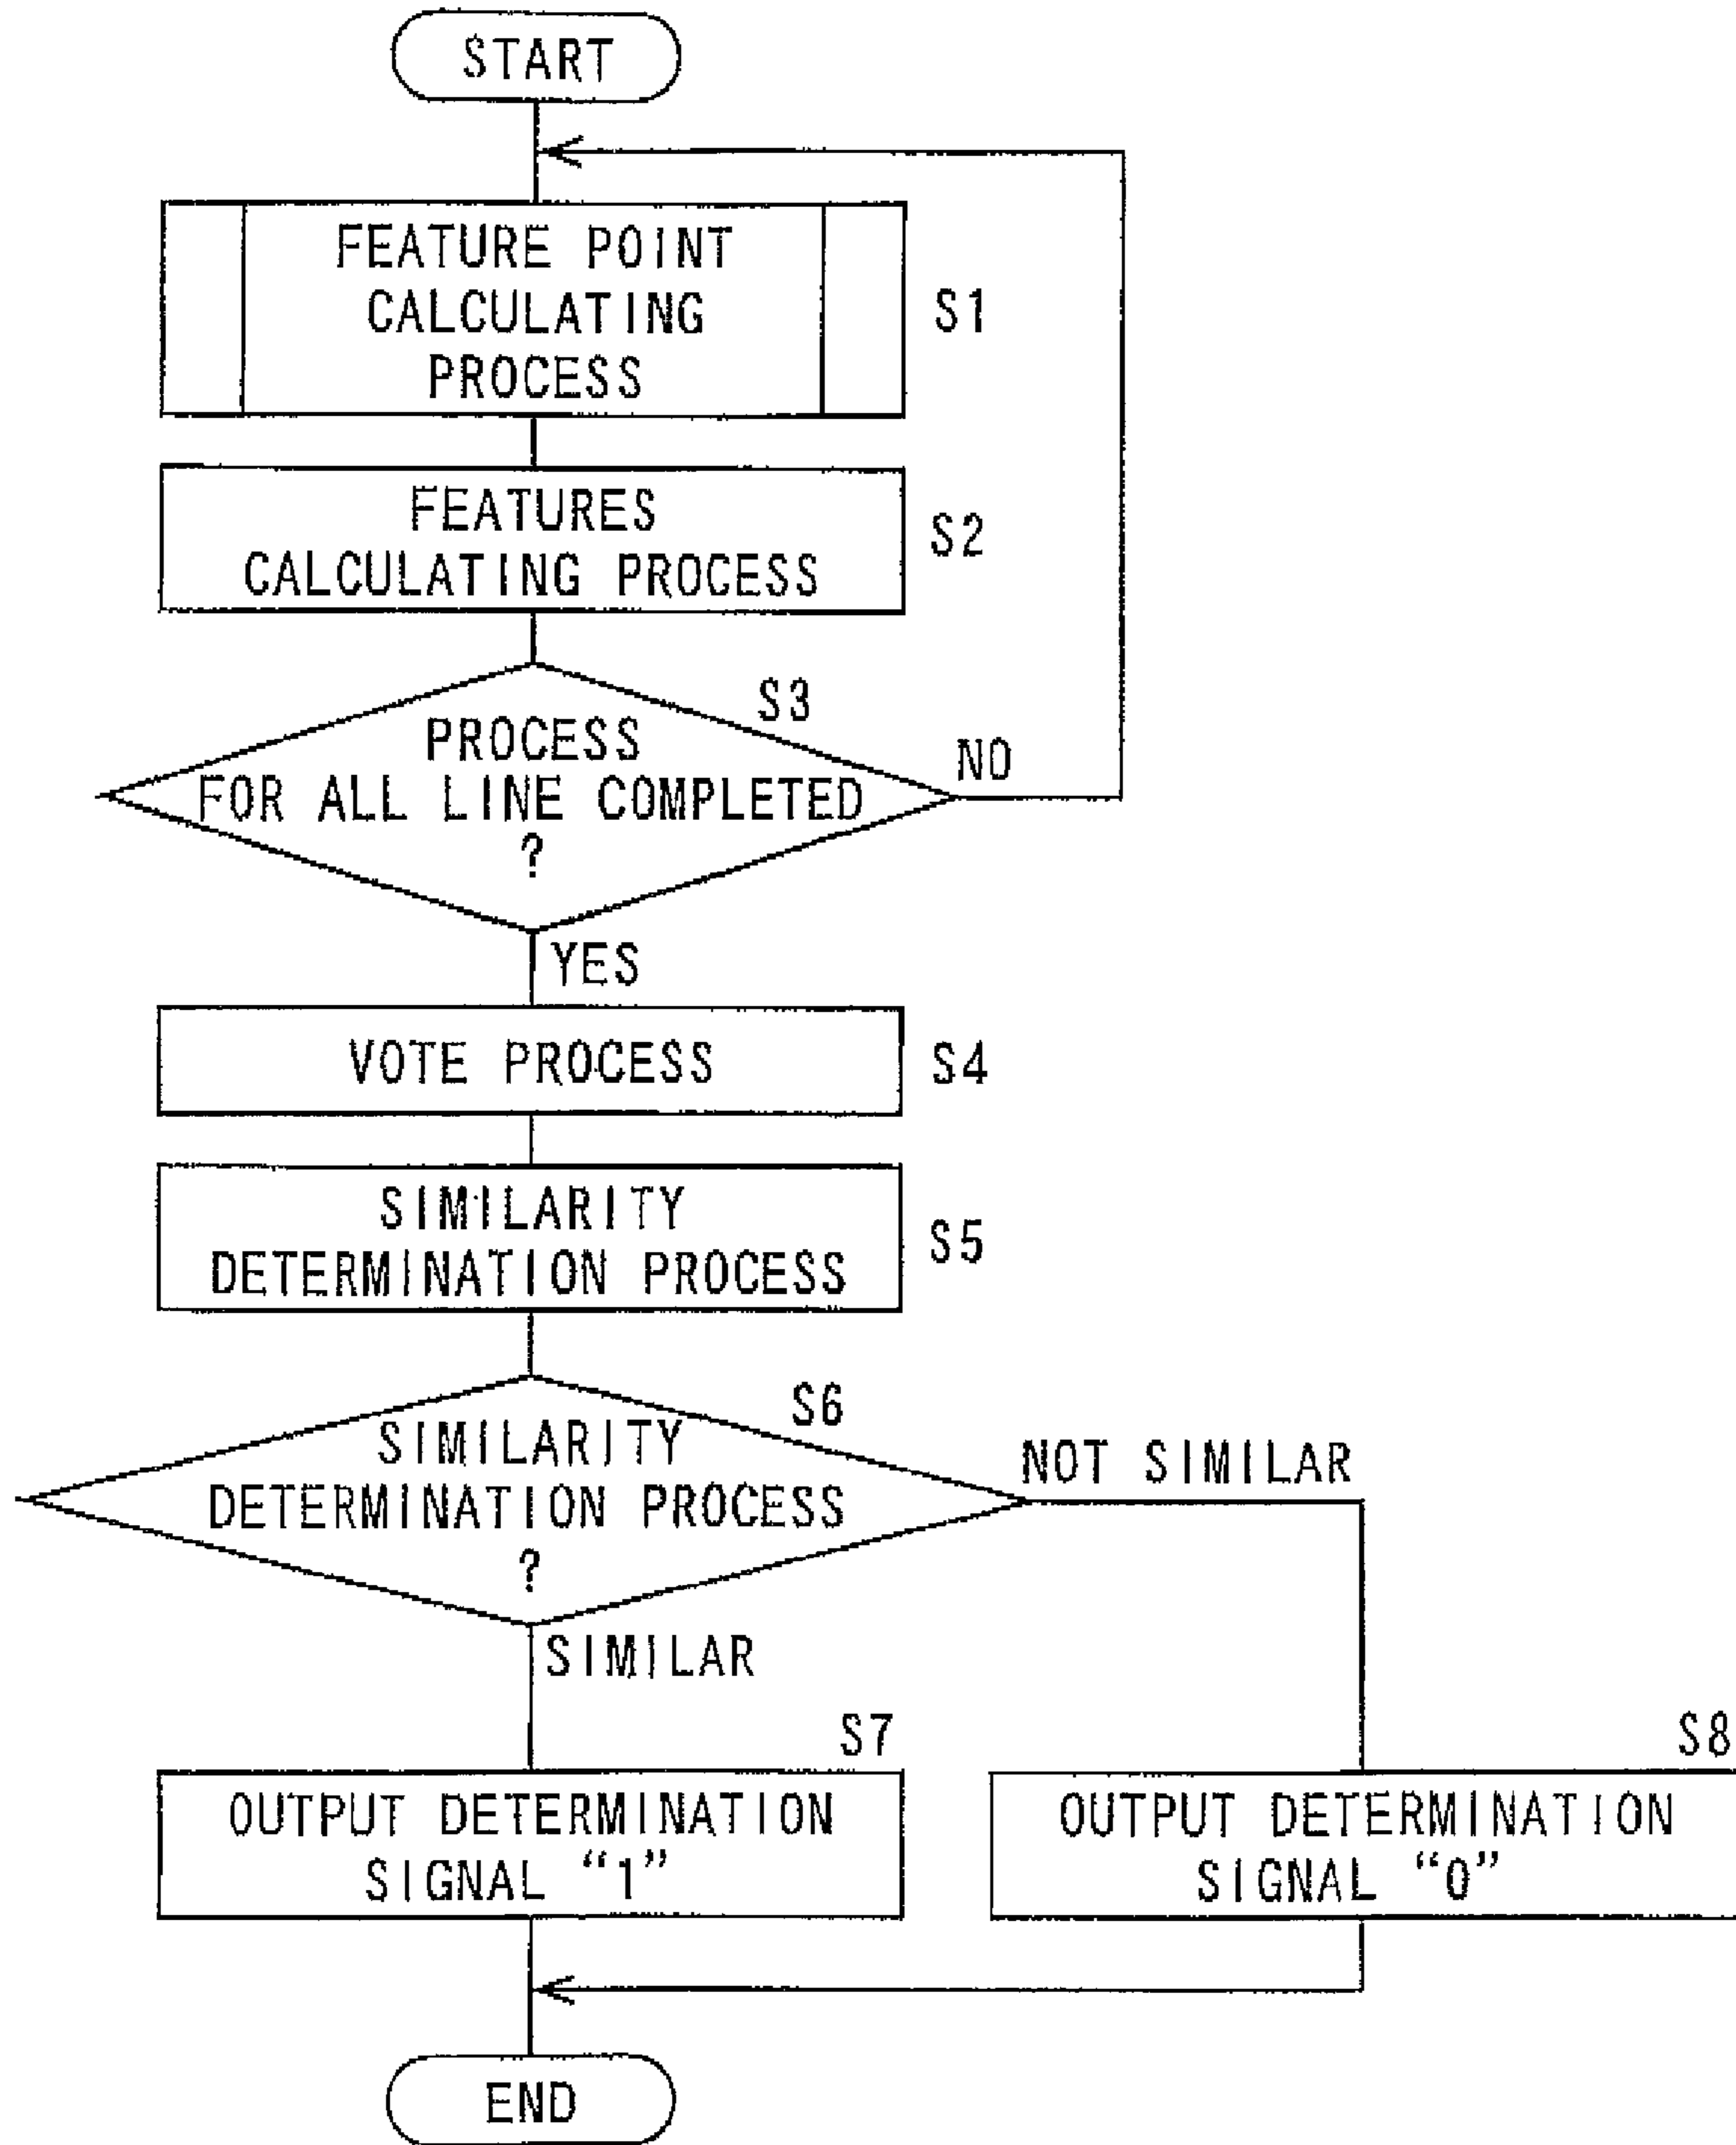 START
FEATURE POINT
CALCULATING
PROCESS
S1
FEATURES
CALCULATING PROCESS
S2
S3
PROCESS
FOR ALL LINE COMPLETED
?
NO
YES
VOTE PROCESS
S4
SIMILARITY
DETERMINATION PROCESS
S5
S6
SIMILARITY
DETERMINATION PROCESS
?
NOT SIMILAR
SIMILAR
S7
OUTPUT DETERMINATION
SIGNAL “1”
S8
OUTPUT DETERMINATION
SIGNAL “0”
END